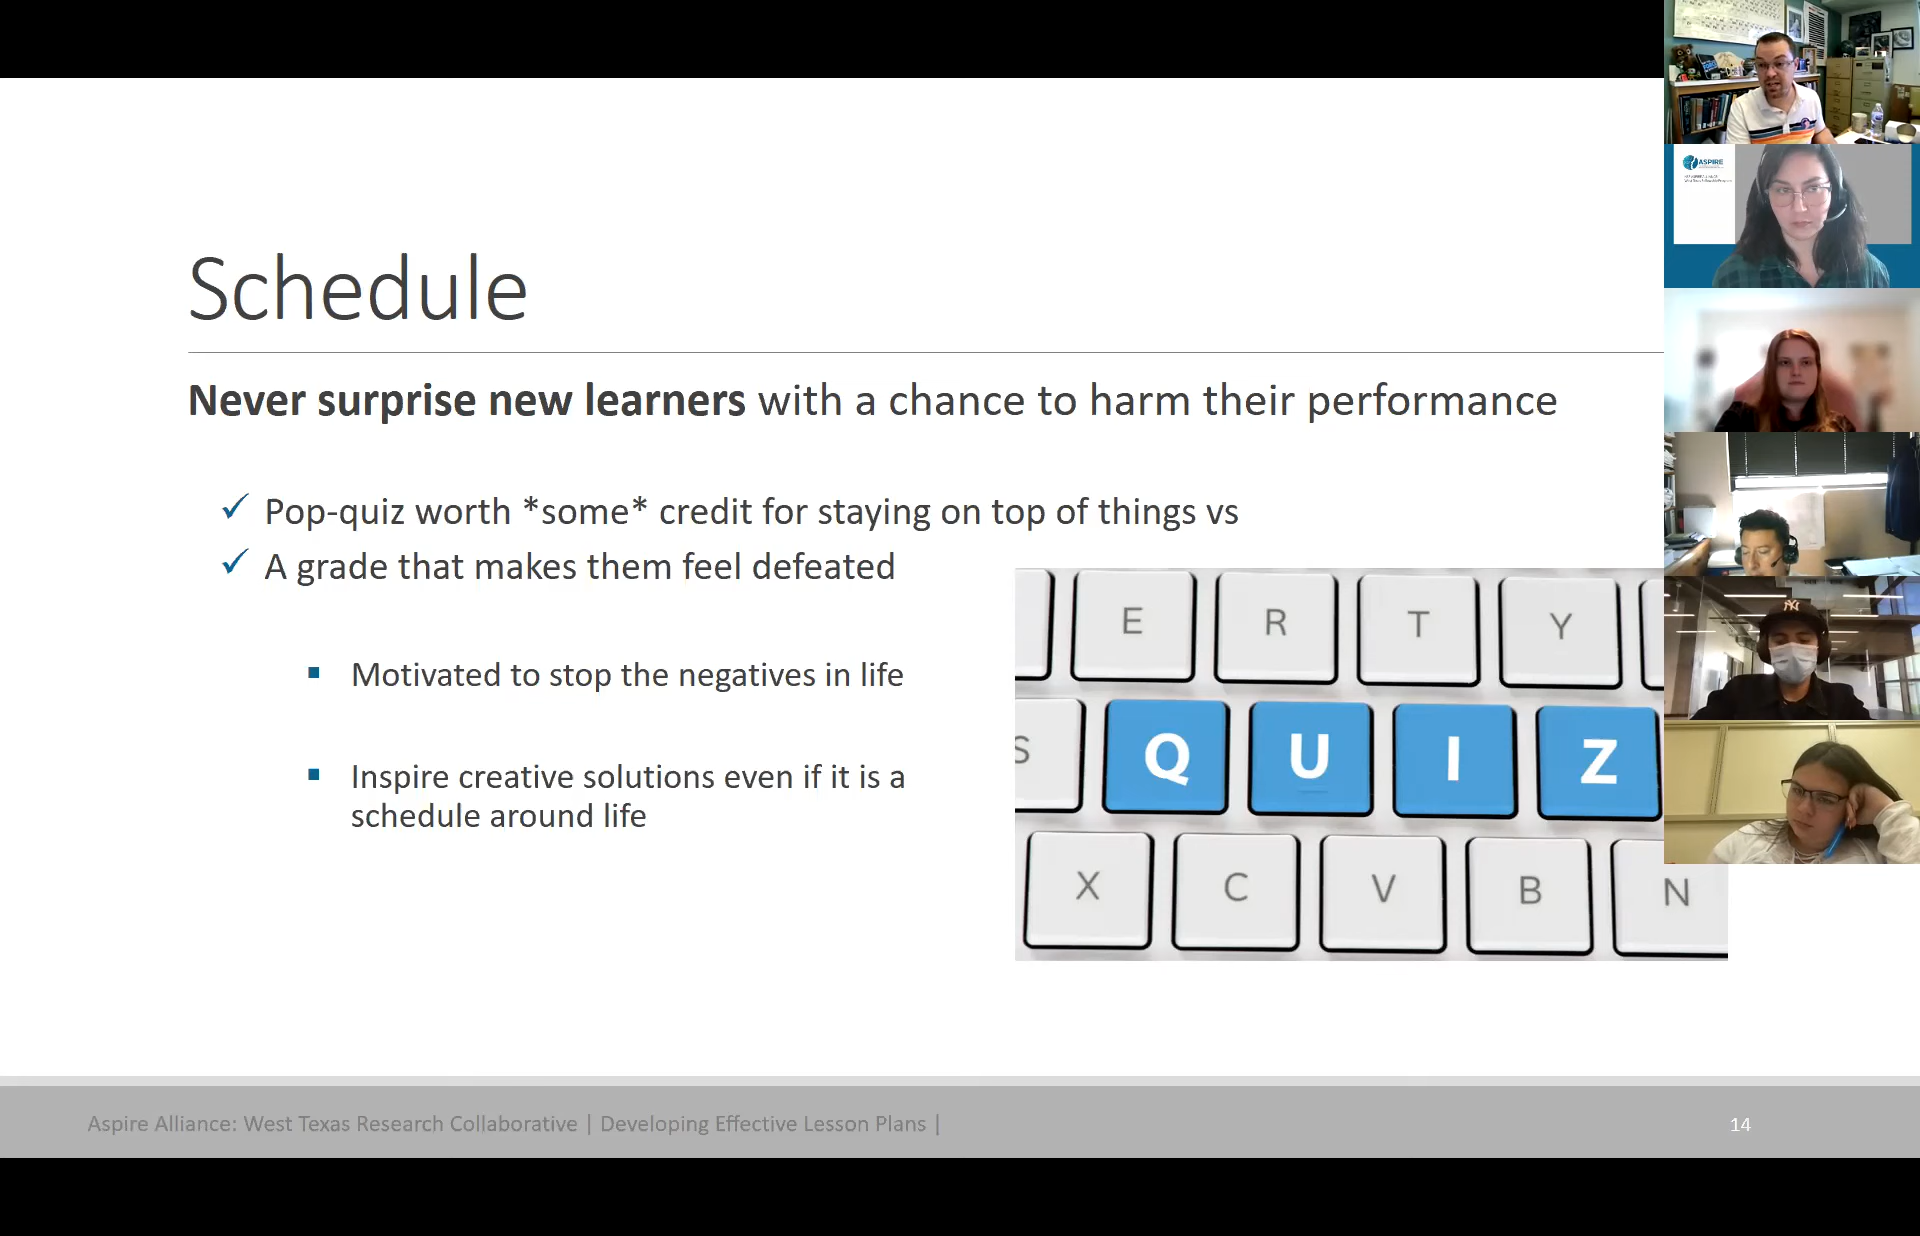 Schedule
Never surprise new learners with a chance to harm their performance
✓ Pop-quiz worth *some* credit for staying on top of things vs
✓ A grade that makes them feel defeated
▪ Motivated to stop the negatives in life
▪ Inspire creative solutions even if it is a
schedule around life
E R T Y
S Q U I Z
X C V B N
Aspire Alliance: West Texas Research Collaborative | Developing Effective Lesson Plans |
14
ASPIRE
NY